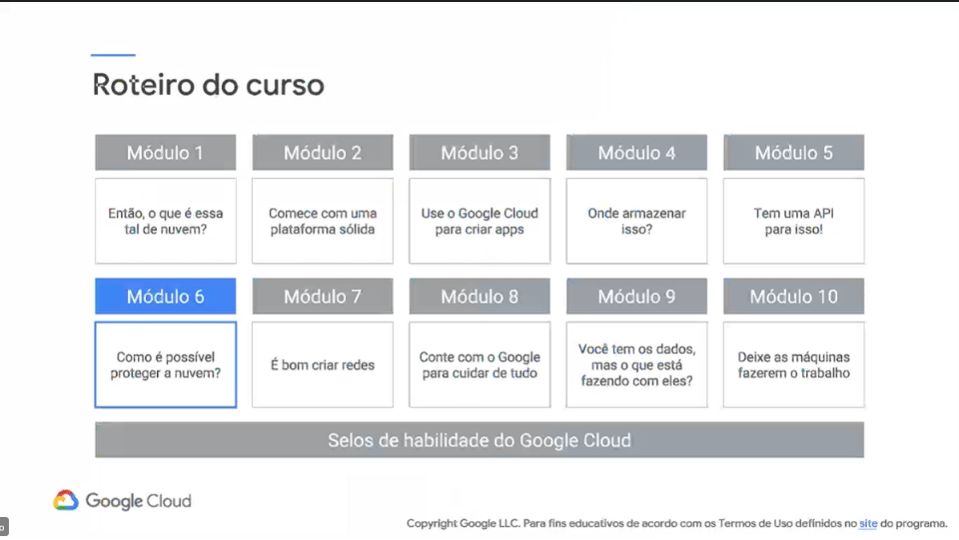 Roteiro do curso
Módulo 1
Módulo 2
Módulo 3
Módulo 4
Módulo 5
Então, o que é essa
tal de nuvem?
Comece com uma
plataforma sólida
Use o Google Cloud
para criar apps
Onde armazenar
isso?
Tem uma API
para isso!
Módulo 6
Módulo 7
Módulo 8
Módulo 9
Módulo 10
Como é possível
proteger a nuvem?
É bom criar redes
Conte com o Google
para cuidar de tudo
Você tem os dados,
mas o que está
fazendo com eles?
Deixe as máquinas
fazerem o trabalho
Selos de habilidade do Google Cloud
Google Cloud
Copyright Google LLC. Para fins educativos de acordo com os Termos de Uso definidos no site do programa.